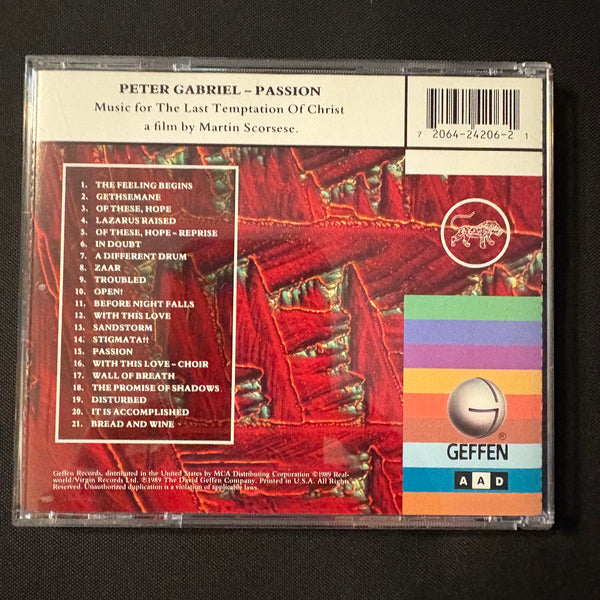 PETER GABRIEL – PASSION
Music for The Last Temptation Of Christ
a film by Martin Scorsese.
7 2064-24206-2 1
1. THE FEELING BEGINS
2. GETHSEMANE
3. OF THESE, HOPE
4. LAZARUS RAISED
5. OF THESE, HOPE – REPRISE
6. IN DOUBT
7. A DIFFERENT DRUM
8. ZAAR
9. TROUBLED
10. OPEN†
11. BEFORE NIGHT FALLS
12. WITH THIS LOVE
13. SANDSTORM
14. STIGMATA††
15. PASSION
16. WITH THIS LOVE – CHOIR
17. WALL OF BREATH
18. THE PROMISE OF SHADOWS
19. DISTURBED
20. IT IS ACCOMPLISHED
21. BREAD AND WINE
Geffen Records, distributed in the United States by MCA Distributing Corporation ©1989 Real-
world/Virgin Records Ltd. ℗1989 The David Geffen Company. Printed in U.S.A. All Rights
Reserved. Unauthorized duplication is a violation of applicable laws.
G
®
GEFFEN
A A D